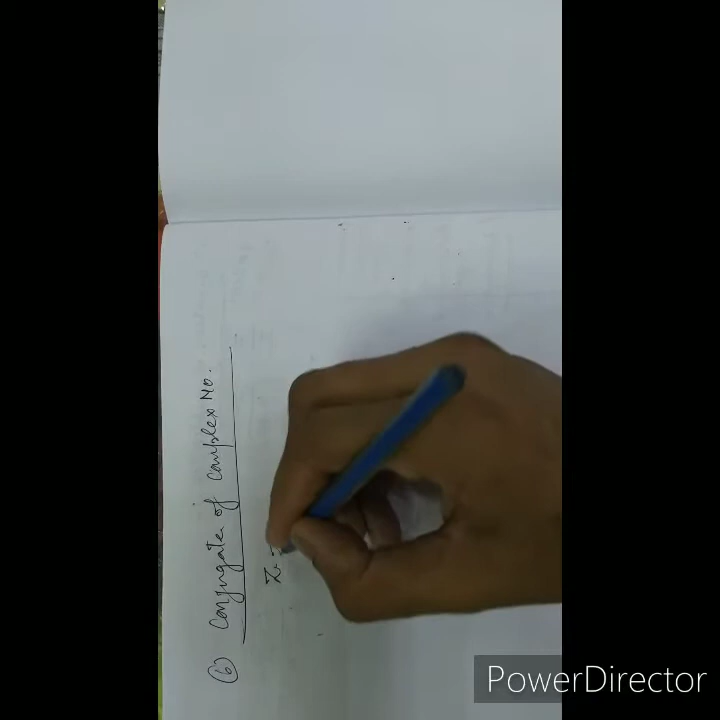 (6) Conjugate of Complex No.
Z =
PowerDirector